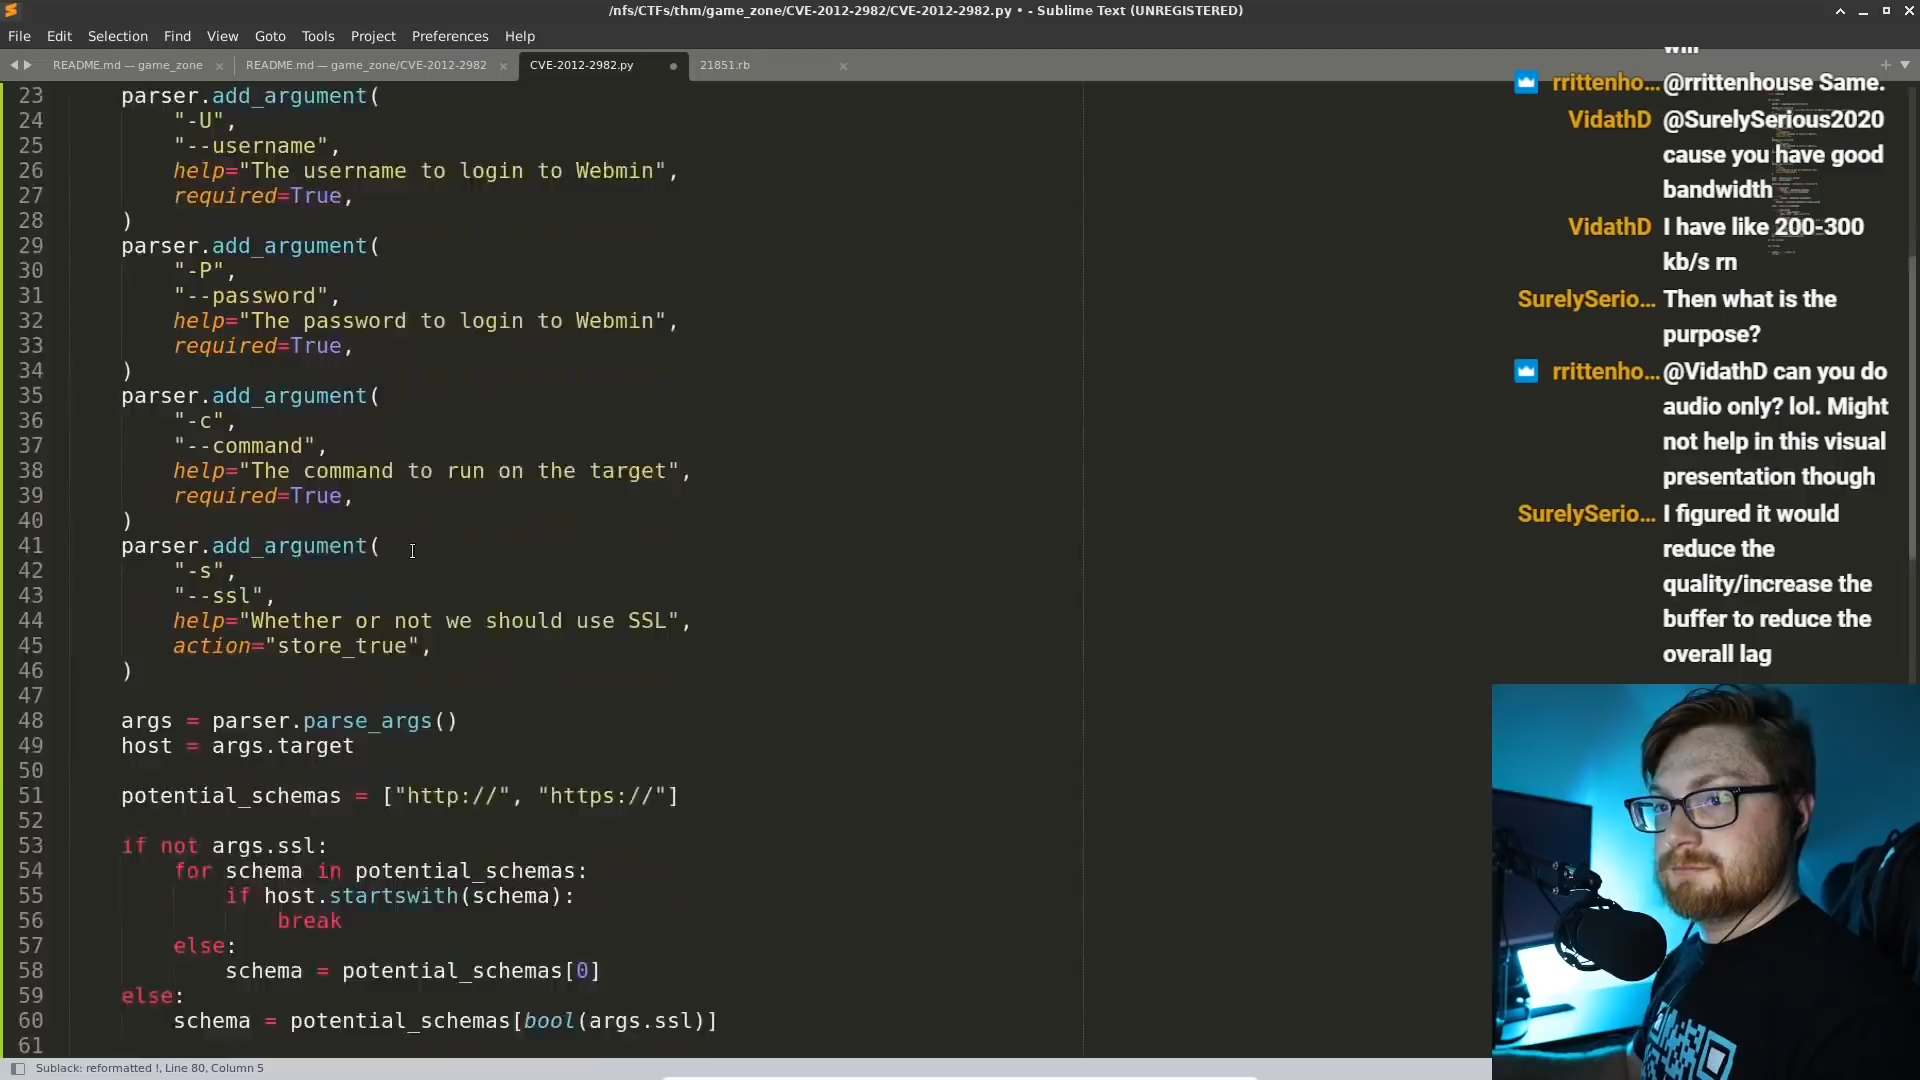 /nfs/CTFs/thm/game_zone/CVE-2012-2982/CVE-2012-2982.py • - Sublime Text (UNREGISTERED)
File Edit Selection Find View Goto Tools Project Preferences Help
README.md — game_zone × README.md — game_zone/CVE-2012-2982 × CVE-2012-2982.py • 21851.rb ×
23 parser.add_argument(
24 "-U",
25 "--username",
26 help="The username to login to Webmin",
27 required=True,
28 )
29 parser.add_argument(
30 "-P",
31 "--password",
32 help="The password to login to Webmin",
33 required=True,
34 )
35 parser.add_argument(
36 "-c",
37 "--command",
38 help="The command to run on the target",
39 required=True,
40 )
41 parser.add_argument(
42 "-s",
43 "--ssl",
44 help="Whether or not we should use SSL",
45 action="store_true",
46 )
47
48 args = parser.parse_args()
49 host = args.target
50
51 potential_schemas = ["http://", "https://"]
52
53 if not args.ssl:
54 for schema in potential_schemas:
55 if host.startswith(schema):
56 break
57 else:
58 schema = potential_schemas[0]
59 else:
60 schema = potential_schemas[bool(args.ssl)]
61
Sublack: reformatted !, Line 80, Column 5
will
rrittenho... @rrittenhouse Same.
VidathD @SurelySerious2020
cause you have good
bandwidth
VidathD I have like 200-300
kb/s rn
SurelySerio... Then what is the
purpose?
rrittenho... @VidathD can you do
audio only? lol. Might
not help in this visual
presentation though
SurelySerio... I figured it would
reduce the
quality/increase the
buffer to reduce the
overall lag